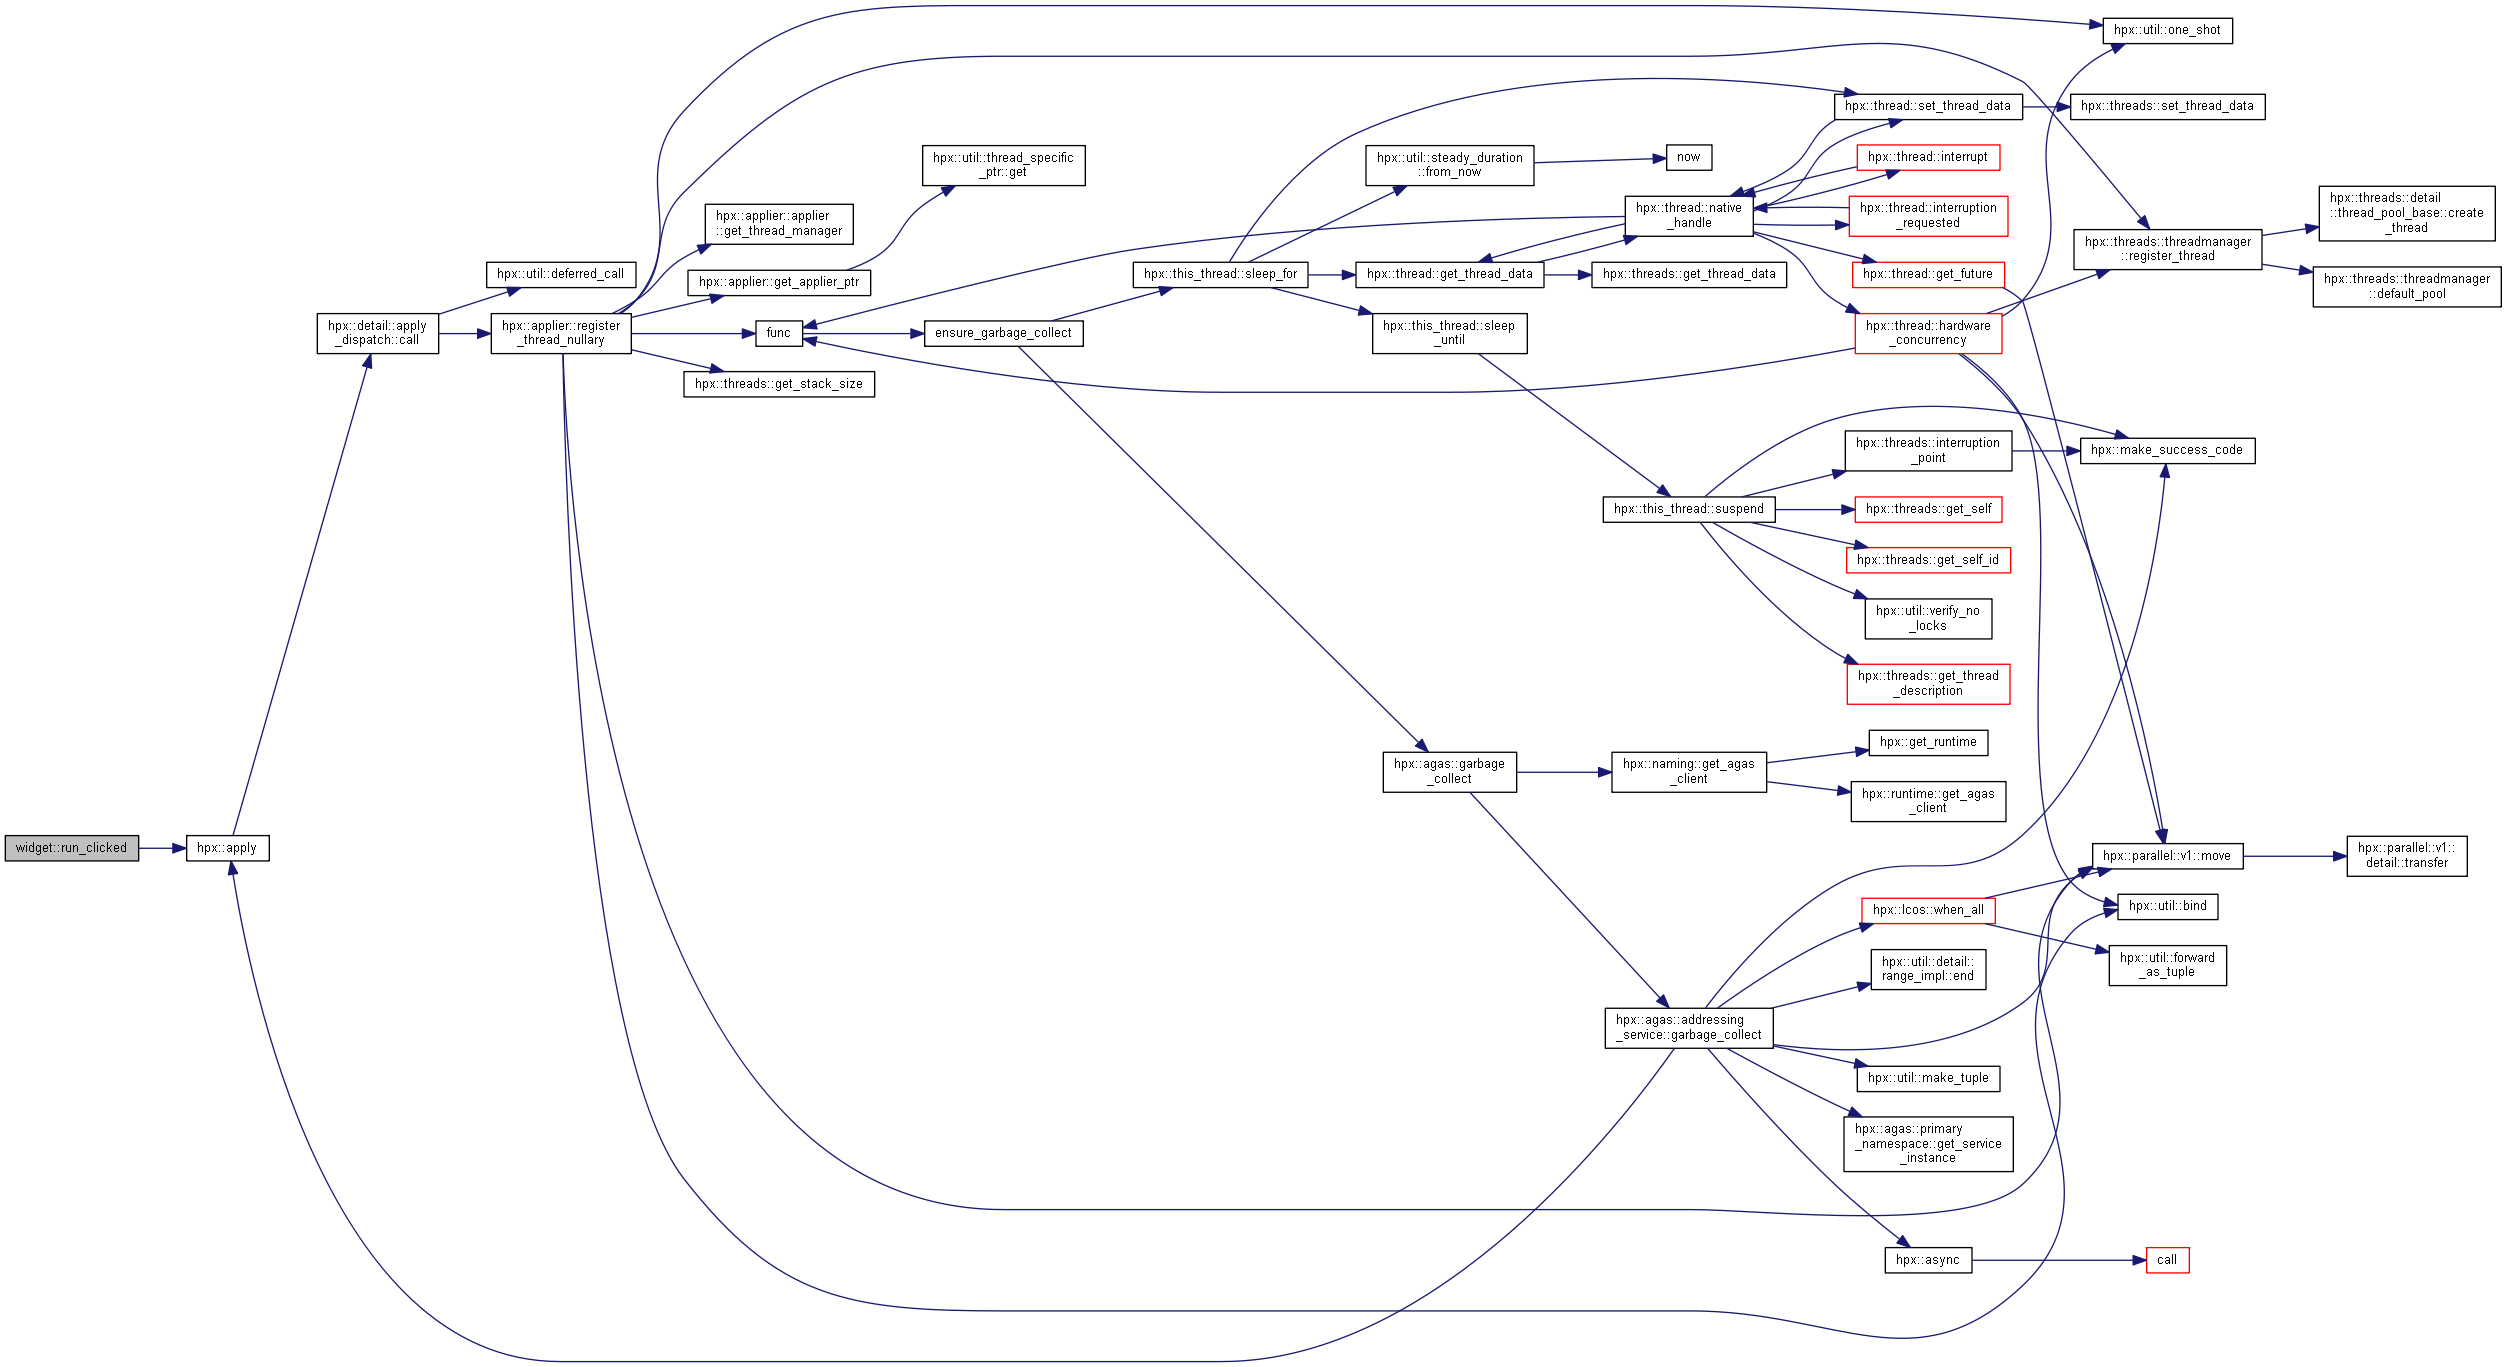 widget::run_clicked
hpx::apply
hpx::detail::apply
_dispatch::call
hpx::util::deferred_call
hpx::applier::register
_thread_nullary
hpx::applier::applier
::get_thread_manager
hpx::applier::get_applier_ptr
func
hpx::threads::get_stack_size
hpx::util::thread_specific
_ptr::get
ensure_garbage_collect
hpx::this_thread::sleep_for
hpx::util::steady_duration
::from_now
hpx::thread::get_thread_data
hpx::this_thread::sleep
_until
hpx::agas::garbage
_collect
now
hpx::thread::native
_handle
hpx::threads::get_thread_data
hpx::this_thread::suspend
hpx::naming::get_agas
_client
hpx::agas::addressing
_service::garbage_collect
hpx::thread::set_thread_data
hpx::thread::interrupt
hpx::thread::interruption
_requested
hpx::thread::get_future
hpx::thread::hardware
_concurrency
hpx::threads::interruption
_point
hpx::threads::get_self
hpx::threads::get_self_id
hpx::util::verify_no
_locks
hpx::threads::get_thread
_description
hpx::get_runtime
hpx::runtime::get_agas
_client
hpx::lcos::when_all
hpx::util::detail::
range_impl::end
hpx::util::make_tuple
hpx::agas::primary
_namespace::get_service
_instance
hpx::async
hpx::util::one_shot
hpx::threads::set_thread_data
hpx::threads::threadmanager
::register_thread
hpx::make_success_code
hpx::parallel::v1::move
hpx::util::bind
hpx::util::forward
_as_tuple
call
hpx::threads::detail
::thread_pool_base::create
_thread
hpx::threads::threadmanager
::default_pool
hpx::parallel::v1::
detail::transfer